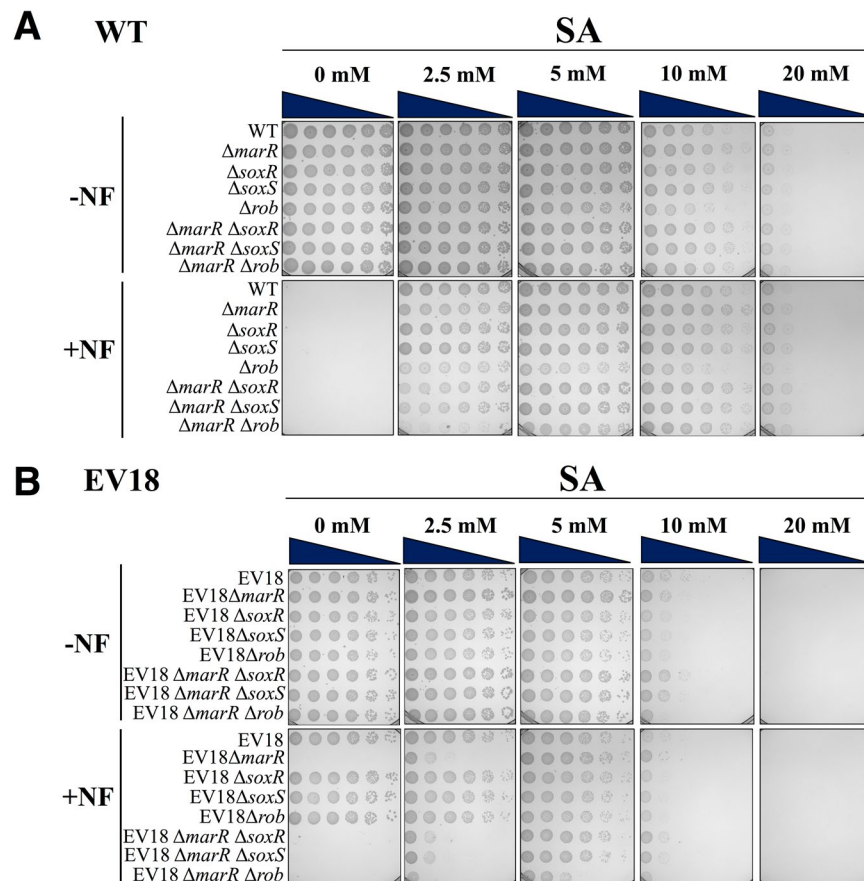 A WT SA
0 mM 2.5 mM 5 mM 10 mM 20 mM
-NF
WT
ΔmarR
ΔsoxR
ΔsoxS
Δrob
ΔmarR ΔsoxR
ΔmarR ΔsoxS
ΔmarR Δrob
+NF
WT
ΔmarR
ΔsoxR
ΔsoxS
Δrob
ΔmarR ΔsoxR
ΔmarR ΔsoxS
ΔmarR Δrob
B EV18 SA
0 mM 2.5 mM 5 mM 10 mM 20 mM
-NF
EV18
EV18ΔmarR
EV18 ΔsoxR
EV18ΔsoxS
EV18Δrob
EV18 ΔmarR ΔsoxR
EV18 ΔmarR ΔsoxS
EV18 ΔmarR Δrob
+NF
EV18
EV18ΔmarR
EV18 ΔsoxR
EV18ΔsoxS
EV18Δrob
EV18 ΔmarR ΔsoxR
EV18 ΔmarR ΔsoxS
EV18 ΔmarR Δrob